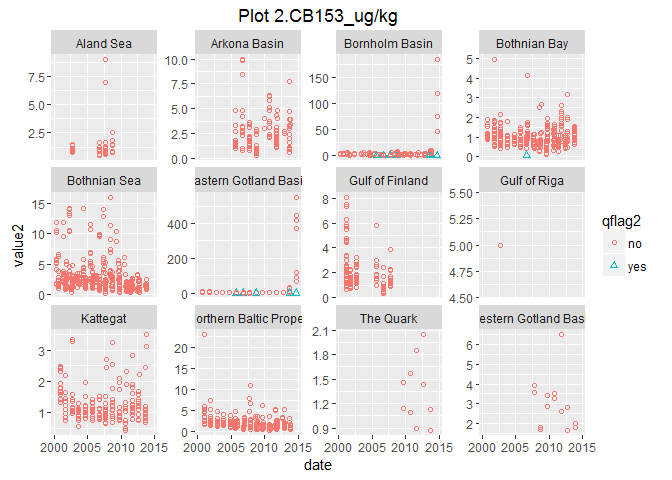 Plot 2.CB153_ug/kg
Aland Sea Arkona Basin Bornholm Basin Bothnian Bay
7.5 10.0 150 5
5.0 7.5 100 4
2.5 5.0 50 3
2.5 0 2
0.0 1
0
Bothnian Sea astern Gotland Basi Gulf of Finland Gulf of Riga
15 400 8 5.50
10 200 6 5.25
5 0 4 5.00
0 2 4.75
0 4.50
Kattegat orthern Baltic Prope The Quark estern Gotland Bas
3 20 2.1 6
2 15 1.8 5
1 10 1.5 4
5 1.2 3
0 0.9 2
2000 2005 2010 2015 2000 2005 2010 2015 2000 2005 2010 2015 2000 2005 2010 2015
date
value2
qflag2
no
yes